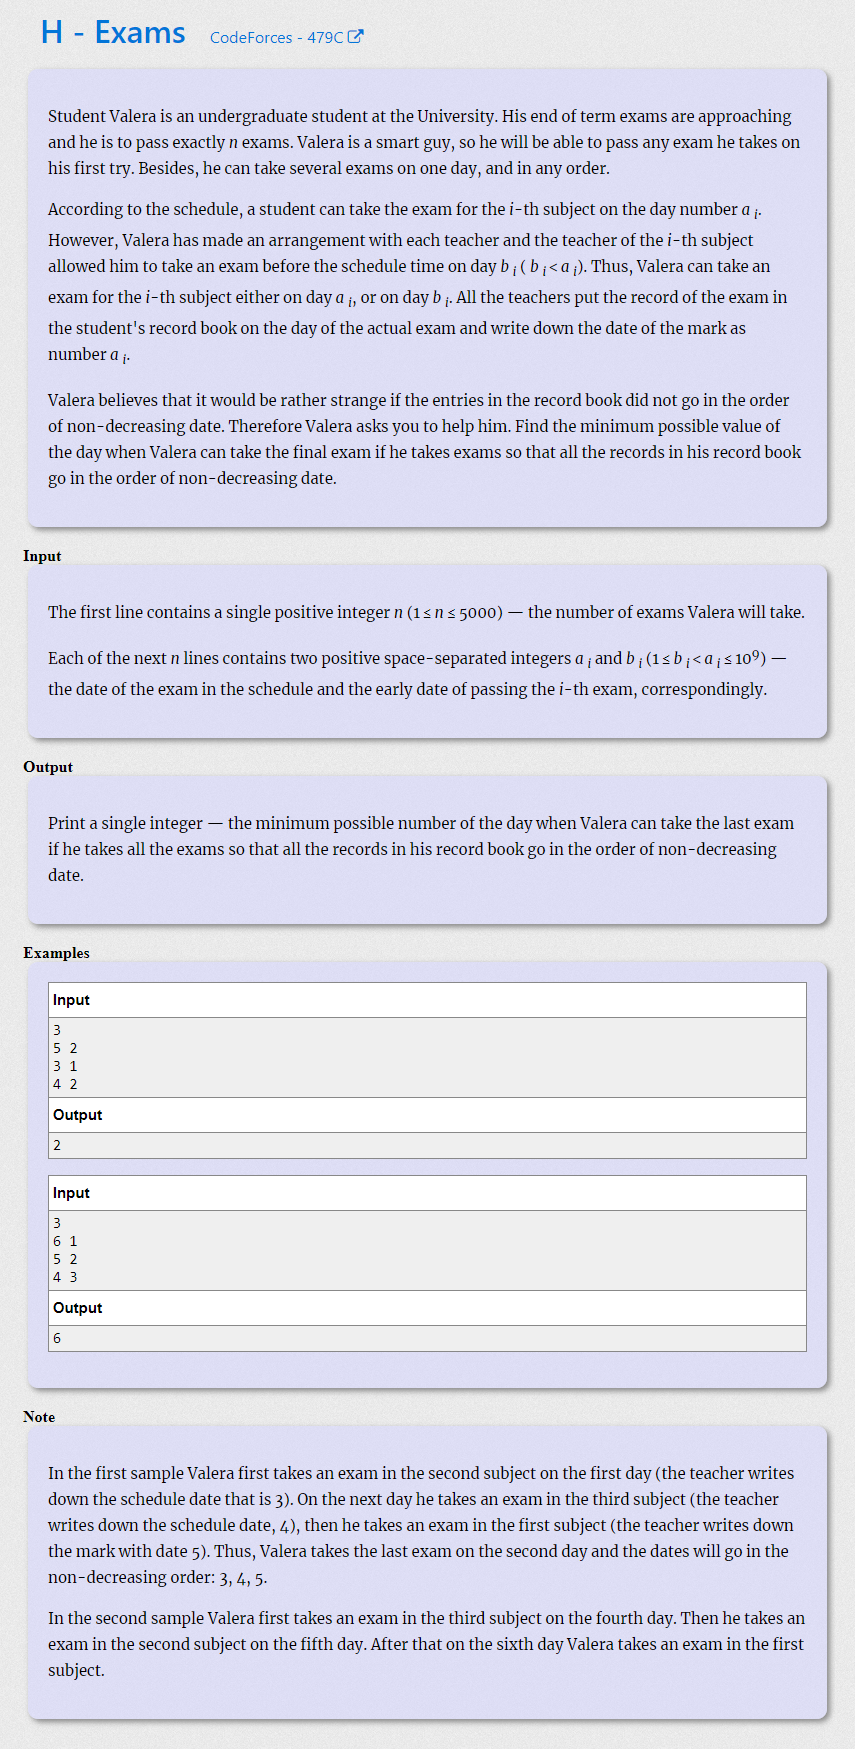 H - Exams CodeForces - 479C
Student Valera is an undergraduate student at the University. His end of term exams are approaching
and he is to pass exactly n exams. Valera is a smart guy, so he will be able to pass any exam he takes on
his first try. Besides, he can take several exams on one day, and in any order.
According to the schedule, a student can take the exam for the i-th subject on the day number a i.
However, Valera has made an arrangement with each teacher and the teacher of the i-th subject
allowed him to take an exam before the schedule time on day b i ( b i < a i). Thus, Valera can take an
exam for the i-th subject either on day a i, or on day b i. All the teachers put the record of the exam in
the student's record book on the day of the actual exam and write down the date of the mark as
number a i.
Valera believes that it would be rather strange if the entries in the record book did not go in the order
of non-decreasing date. Therefore Valera asks you to help him. Find the minimum possible value of
the day when Valera can take the final exam if he takes exams so that all the records in his record book
go in the order of non-decreasing date.
Input
The first line contains a single positive integer n (1 ≤ n ≤ 5000) — the number of exams Valera will take.
Each of the next n lines contains two positive space-separated integers a i and b i (1 ≤ b i < a i ≤ 10⁹) —
the date of the exam in the schedule and the early date of passing the i-th exam, correspondingly.
Output
Print a single integer — the minimum possible number of the day when Valera can take the last exam
if he takes all the exams so that all the records in his record book go in the order of non-decreasing
date.
Examples
Input
3
5 2
3 1
4 2
Output
2
Input
3
6 1
5 2
4 3
Output
6
Note
In the first sample Valera first takes an exam in the second subject on the first day (the teacher writes
down the schedule date that is 3). On the next day he takes an exam in the third subject (the teacher
writes down the schedule date, 4), then he takes an exam in the first subject (the teacher writes down
the mark with date 5). Thus, Valera takes the last exam on the second day and the dates will go in the
non-decreasing order: 3, 4, 5.
In the second sample Valera first takes an exam in the third subject on the fourth day. Then he takes an
exam in the second subject on the fifth day. After that on the sixth day Valera takes an exam in the first
subject.